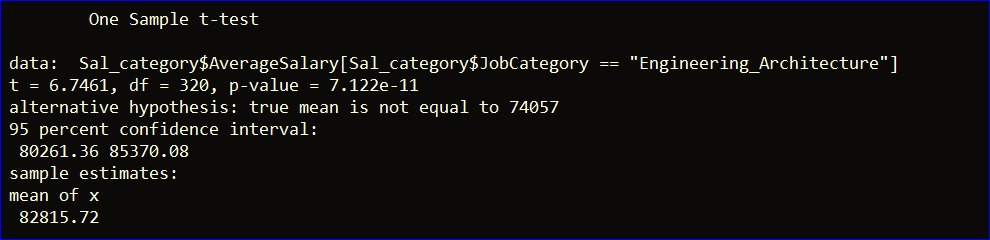 One Sample t-test
data:  Sal_category$AverageSalary[Sal_category$JobCategory == "Engineering_Architecture"]
t = 6.7461, df = 320, p-value = 7.122e-11
alternative hypothesis: true mean is not equal to 74057
95 percent confidence interval:
80261.36 85370.08
sample estimates:
mean of x
82815.72